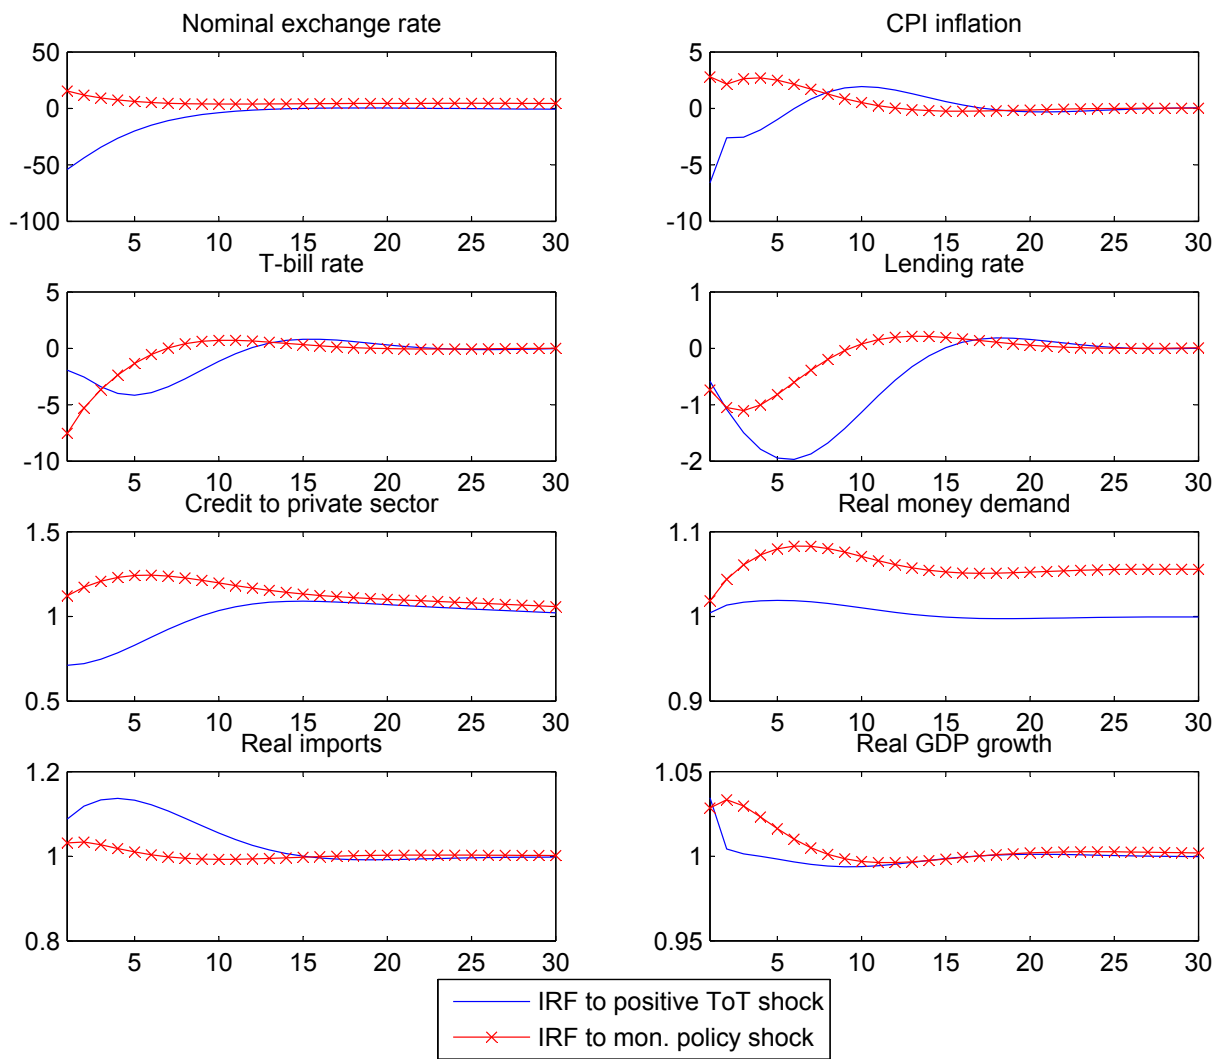 Nominal exchange rate
CPI inflation
50
0
-50
-100
5 10 15 20 25 30
5
0
-5
-10
5 10 15 20 25 30
T-bill rate
Lending rate
5
0
-5
-10
5 10 15 20 25 30
1
0
-1
-2
5 10 15 20 25 30
Credit to private sector
Real money demand
1.5
1
0.5
5 10 15 20 25 30
1.1
1
0.9
5 10 15 20 25 30
Real imports
Real GDP growth
1.2
1
0.8
5 10 15 20 25 30
1.05
1
0.95
5 10 15 20 25 30
IRF to positive ToT shock
IRF to mon. policy shock